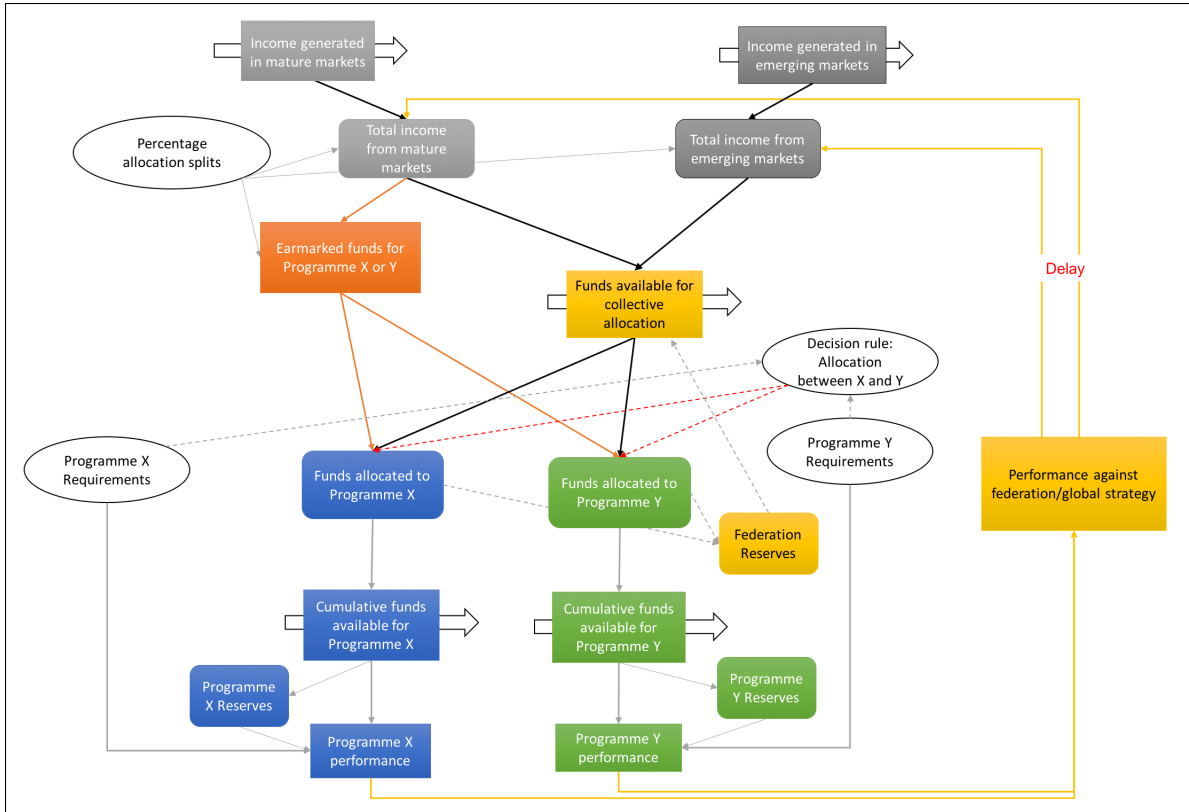 Income generated
in mature markets
Income generated in
emerging markets
Percentage
allocation splits
Total income
from mature
markets
Total income from
emerging markets
Earmarked funds for
Programme X or Y
Delay
Funds available for
collective
allocation
Decision rule:
Allocation
between X and Y
Programme X
Requirements
Programme Y
Requirements
Funds allocated to
Programme X
Funds allocated to
Programme Y
Performance against
federation/global strategy
Federation
Reserves
Cumulative funds
available for
Programme X
Cumulative funds
available for
Programme Y
Programme
X Reserves
Programme
Y Reserves
Programme X
performance
Programme Y
performance